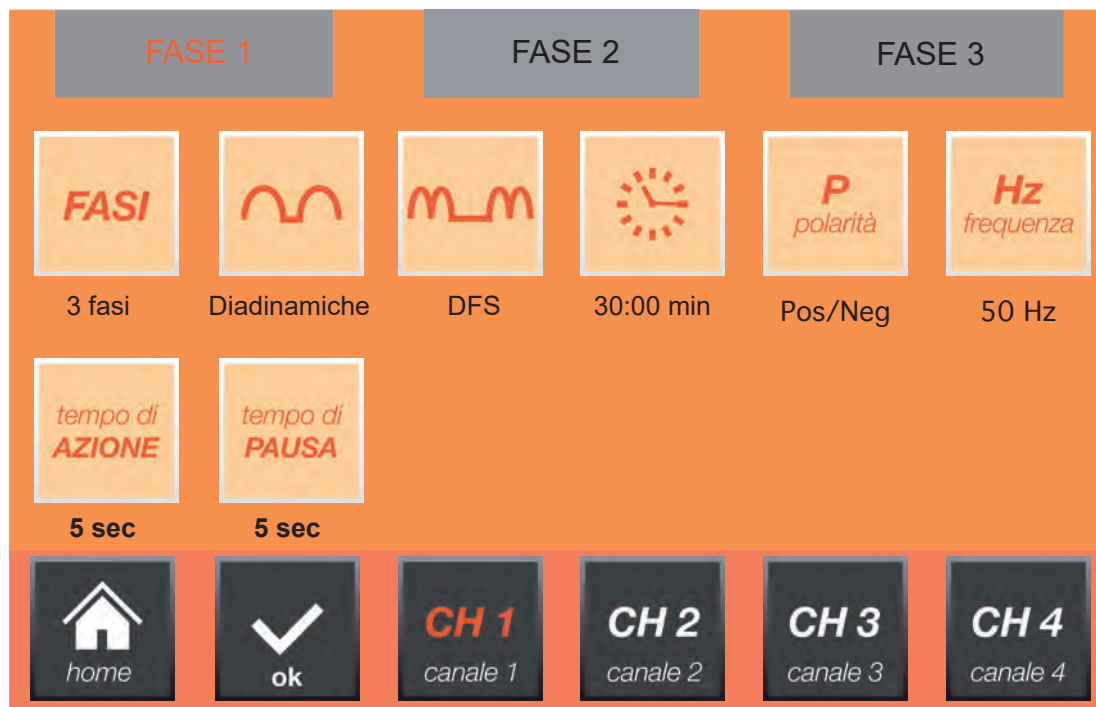 FASE 1 FASE 2 FASE 3
FASI P Hz
polarità frequenza
3 fasi Diadinamiche DFS 30:00 min Pos/Neg 50 Hz
tempo di tempo di
AZIONE PAUSA
5 sec 5 sec
CH 1 CH 2 CH 3 CH 4
home ok canale 1 canale 2 canale 3 canale 4